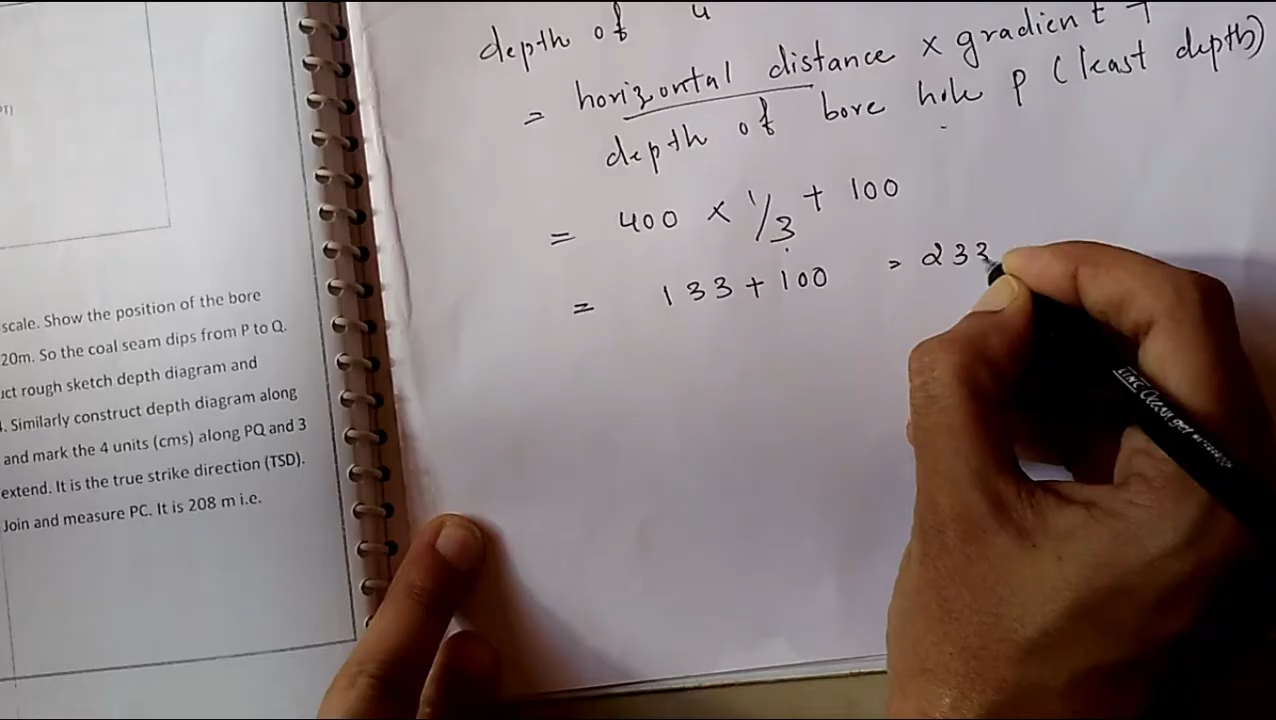 scale. Show the position of the bore
20m. So the coal seam dips from P to Q.
uct rough sketch depth diagram and
. Similarly construct depth diagram along
and mark the 4 units (cms) along PQ and 3
extend. It is the true strike direction (TSD).
Join and measure PC. It is 208 m i.e.
depth of
= horizontal distance × gradient +
depth of bore hole P (least depth)
= 400 × 1/3 + 100
= 133 + 100 = 233
LINC Ocean gel